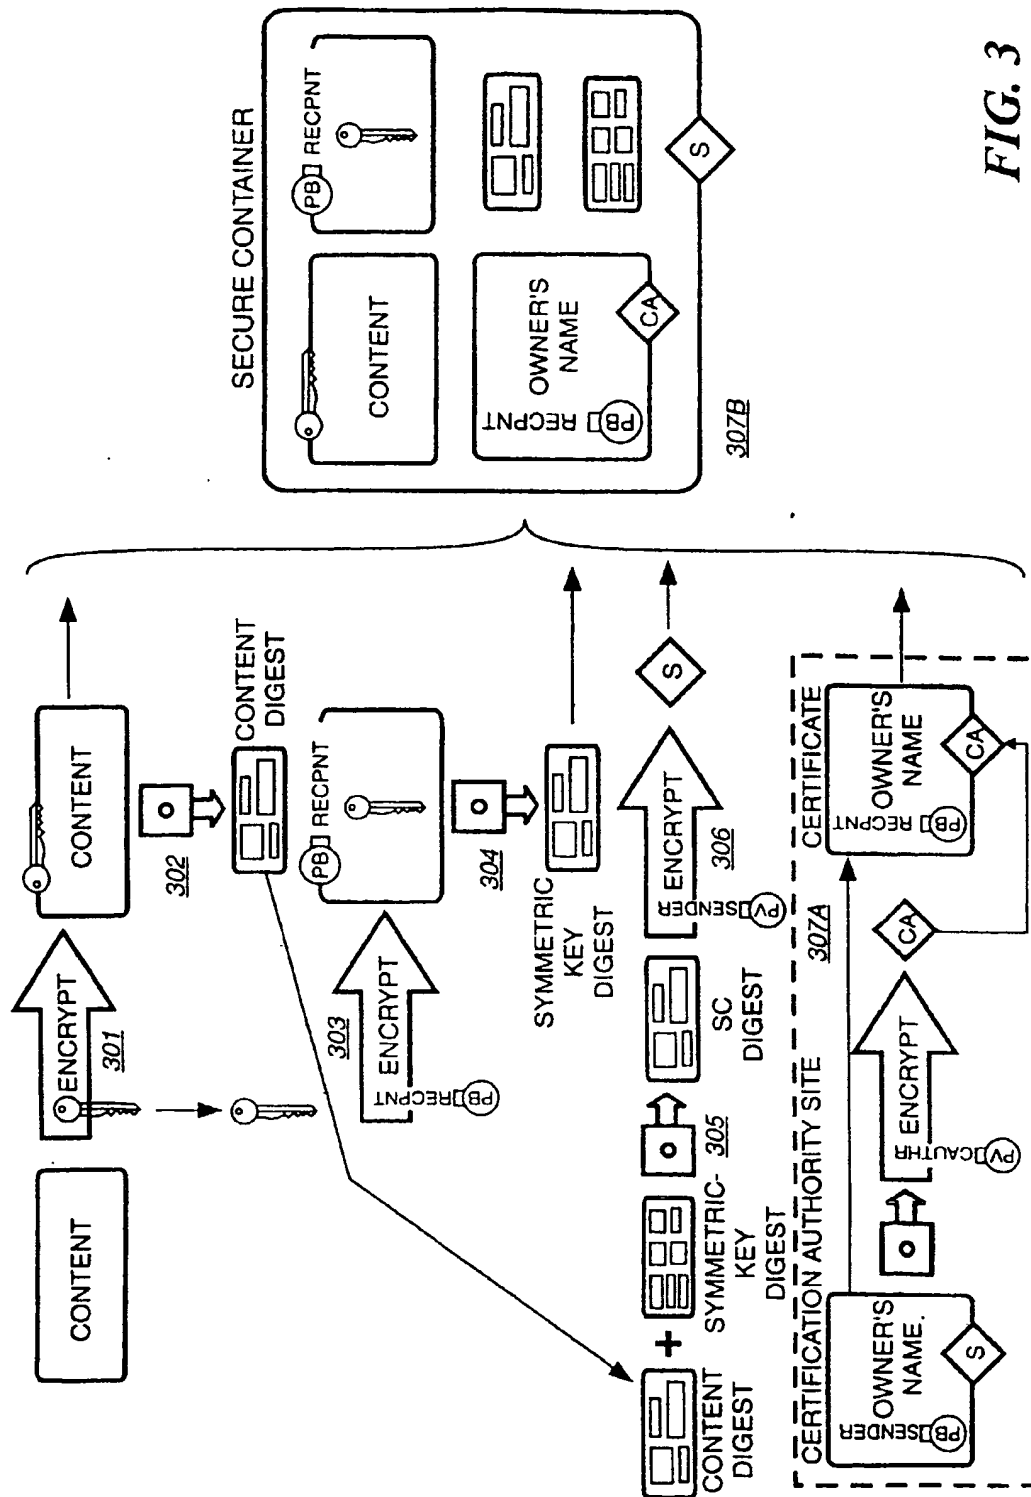 CONTENT
ENCRYPT
301
CONTENT
302
CONTENT
DIGEST
PB RECPNT
303
ENCRYPT
PB RECPNT
304
SYMMETRIC
KEY
DIGEST
CONTENT
DIGEST
+
SYMMETRIC-
KEY
DIGEST
305
SC
DIGEST
ENCRYPT
306
PV SENDER
S
CERTIFICATION AUTHORITY SITE
307A
CERTIFICATE
PB SENDER
OWNER'S
NAME.
S
PV CAUTHR
ENCRYPT
CA
PB RECPNT
OWNER'S
NAME
CA
SECURE CONTAINER
CONTENT
PB RECPNT
RECPNT PB
OWNER'S
NAME
CA
S
307B
FIG. 3